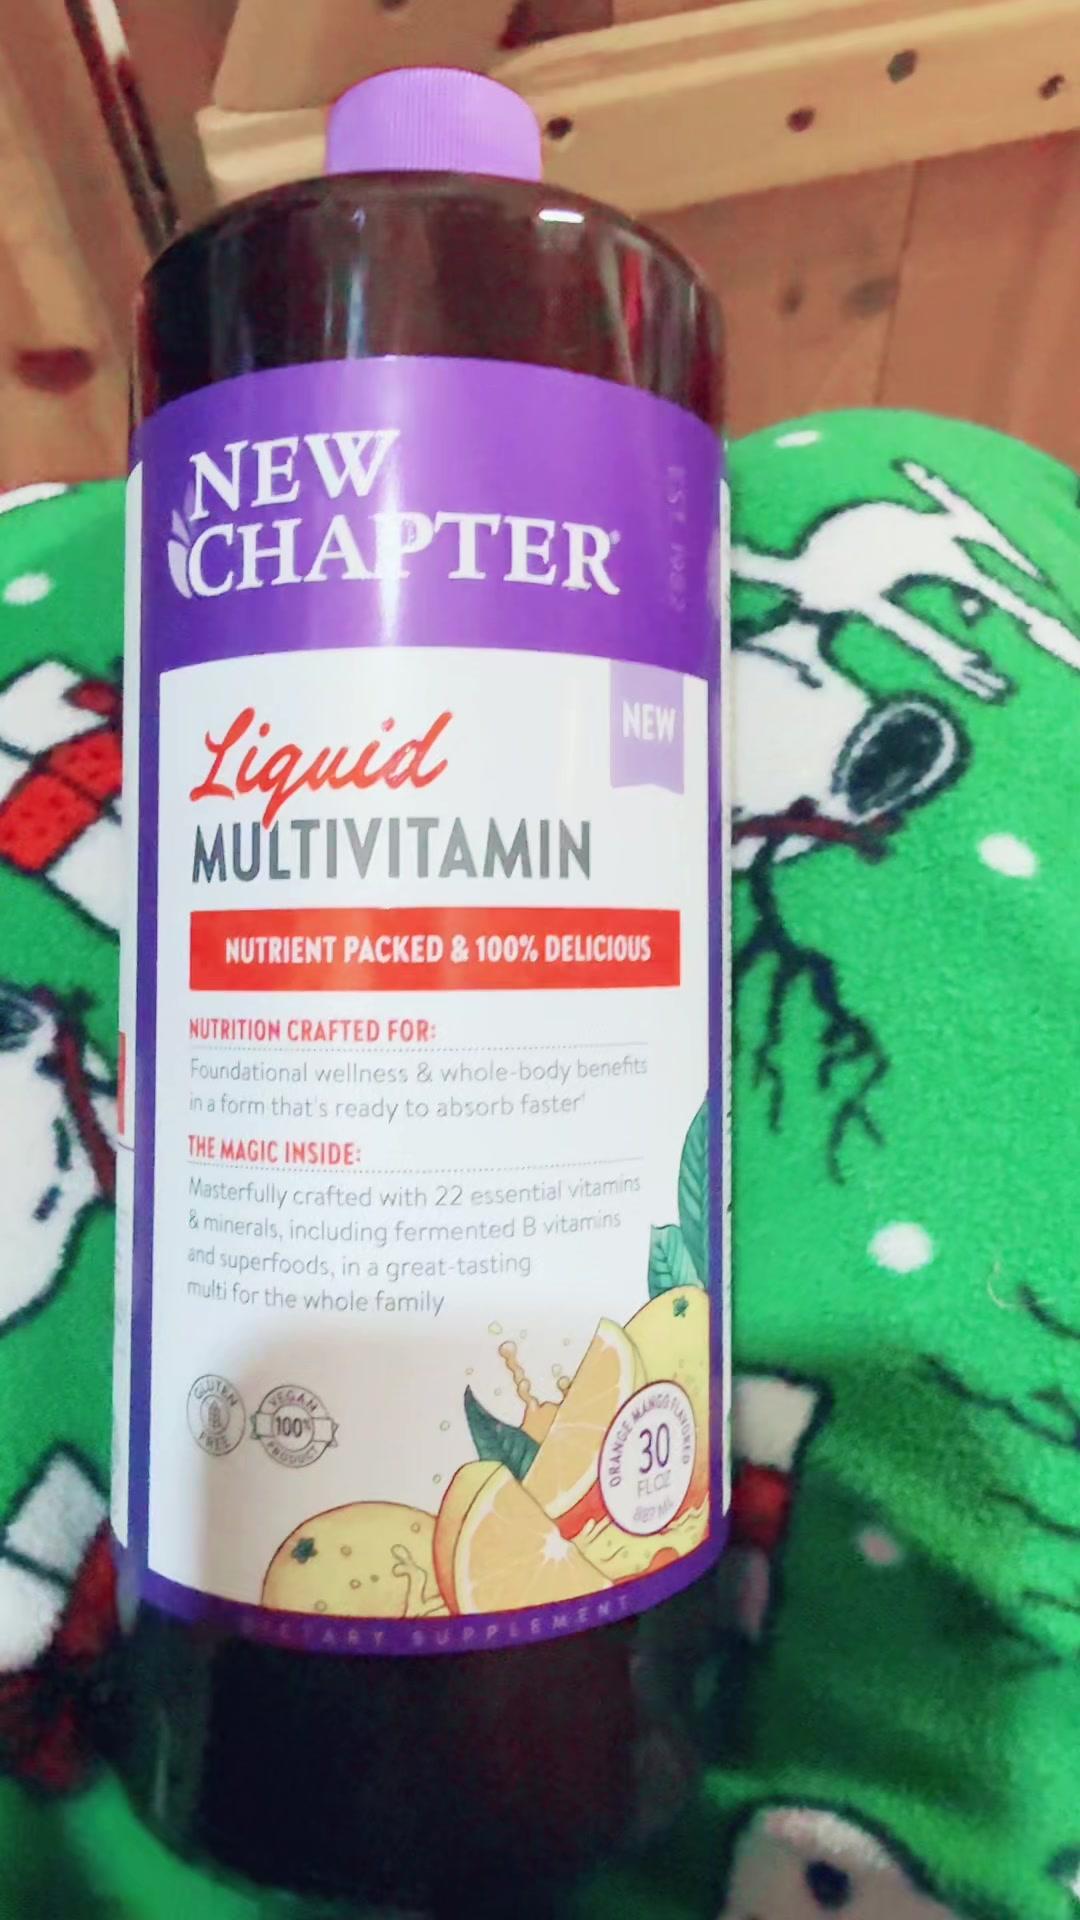 NEW
CHAPTER®
EST. 1982
Liquid
NEW
MULTIVITAMIN
NUTRIENT PACKED & 100% DELICIOUS
NUTRITION CRAFTED FOR:
Foundational wellness & whole-body benefits
in a form that's ready to absorb faster†
THE MAGIC INSIDE:
Masterfully crafted with 22 essential vitamins
& minerals, including fermented B vitamins
and superfoods, in a great-tasting
multi for the whole family
GLUTEN
FREE
VEGAN
100%
PRODUCT
ORANGE MANGO FLAVORED
30
FL OZ
887 ML
DIETARY SUPPLEMENT